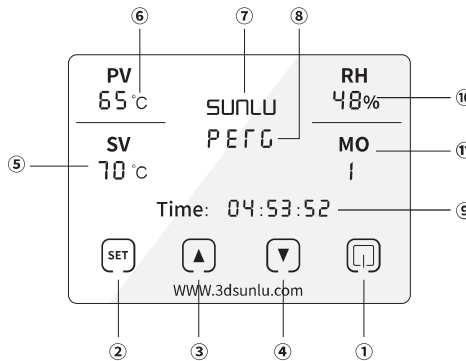 ⑥ ⑦ ⑧
PV RH
65°C SUNLU 48% ⑩
PETG
SV MO ⑪
⑤ 70°C 1
Time: 04:53:52 ⑨
SET ▲ ▼
WWW.3dsunlu.com
② ③ ④ ①